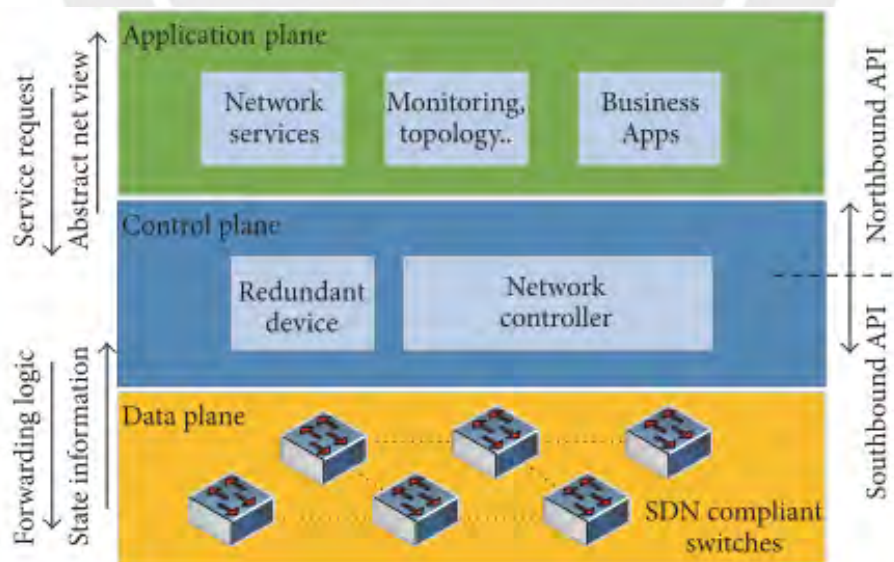 Application plane
Network
services
Monitoring,
topology..
Business
Apps
Service request
Abstract net view
Northbound API
Control plane
Redundant
device
Network
controller
Forwarding logic
State information
Southbound API
Data plane
SDN compliant
switches